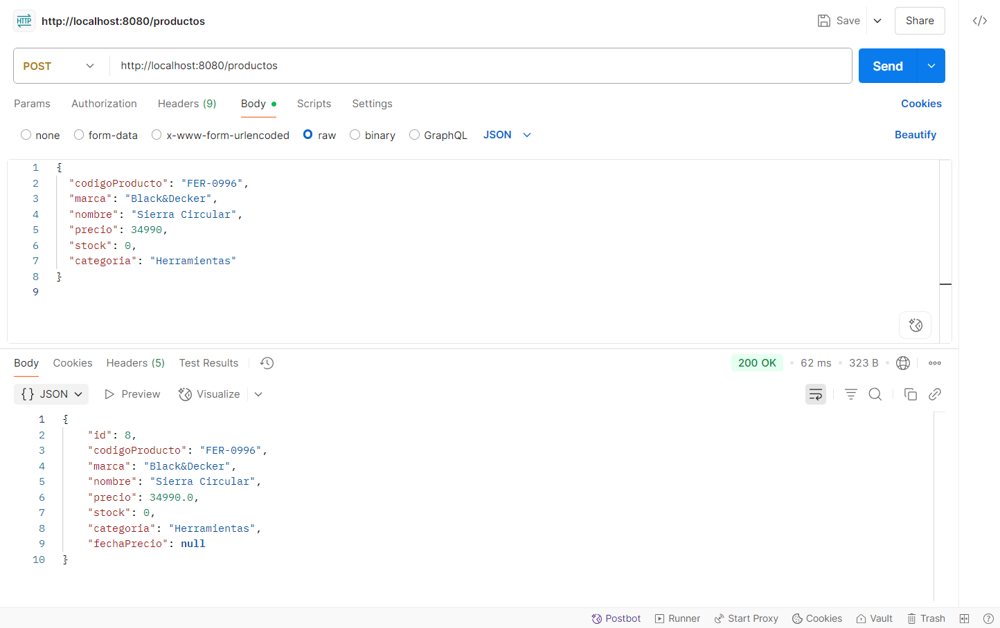 HTTP http://localhost:8080/productos Save Share
POST http://localhost:8080/productos Send
Params Authorization Headers (9) Body Scripts Settings Cookies
none form-data x-www-form-urlencoded raw binary GraphQL JSON Beautify
1 {
2 "codigoProducto": "FER-0996",
3 "marca": "Black&Decker",
4 "nombre": "Sierra Circular",
5 "precio": 34990,
6 "stock": 0,
7 "categoria": "Herramientas"
8 }
9
Body Cookies Headers (5) Test Results 200 OK • 62 ms • 323 B •
{} JSON Preview Visualize
1 {
2 "id": 8,
3 "codigoProducto": "FER-0996",
4 "marca": "Black&Decker",
5 "nombre": "Sierra Circular",
6 "precio": 34990.0,
7 "stock": 0,
8 "categoria": "Herramientas",
9 "fechaPrecio": null
10 }
Postbot Runner Start Proxy Cookies Vault Trash